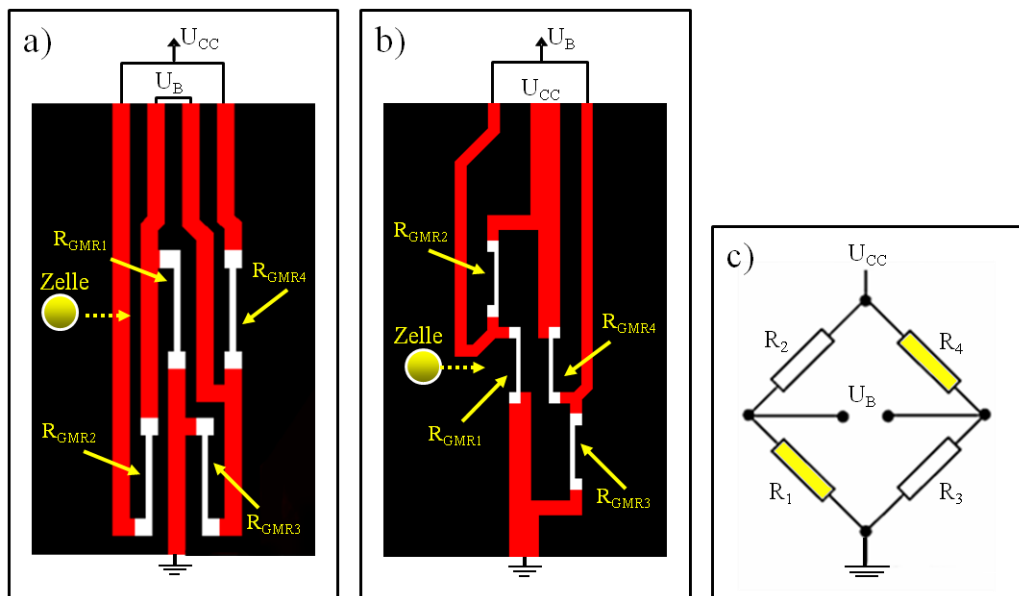 a)
U_CC
U_B
R_GMR1
R_GMR4
Zelle
R_GMR2
R_GMR3
b)
U_B
U_CC
R_GMR2
R_GMR4
Zelle
R_GMR1
R_GMR3
c)
U_CC
R_2
R_4
U_B
R_1
R_3